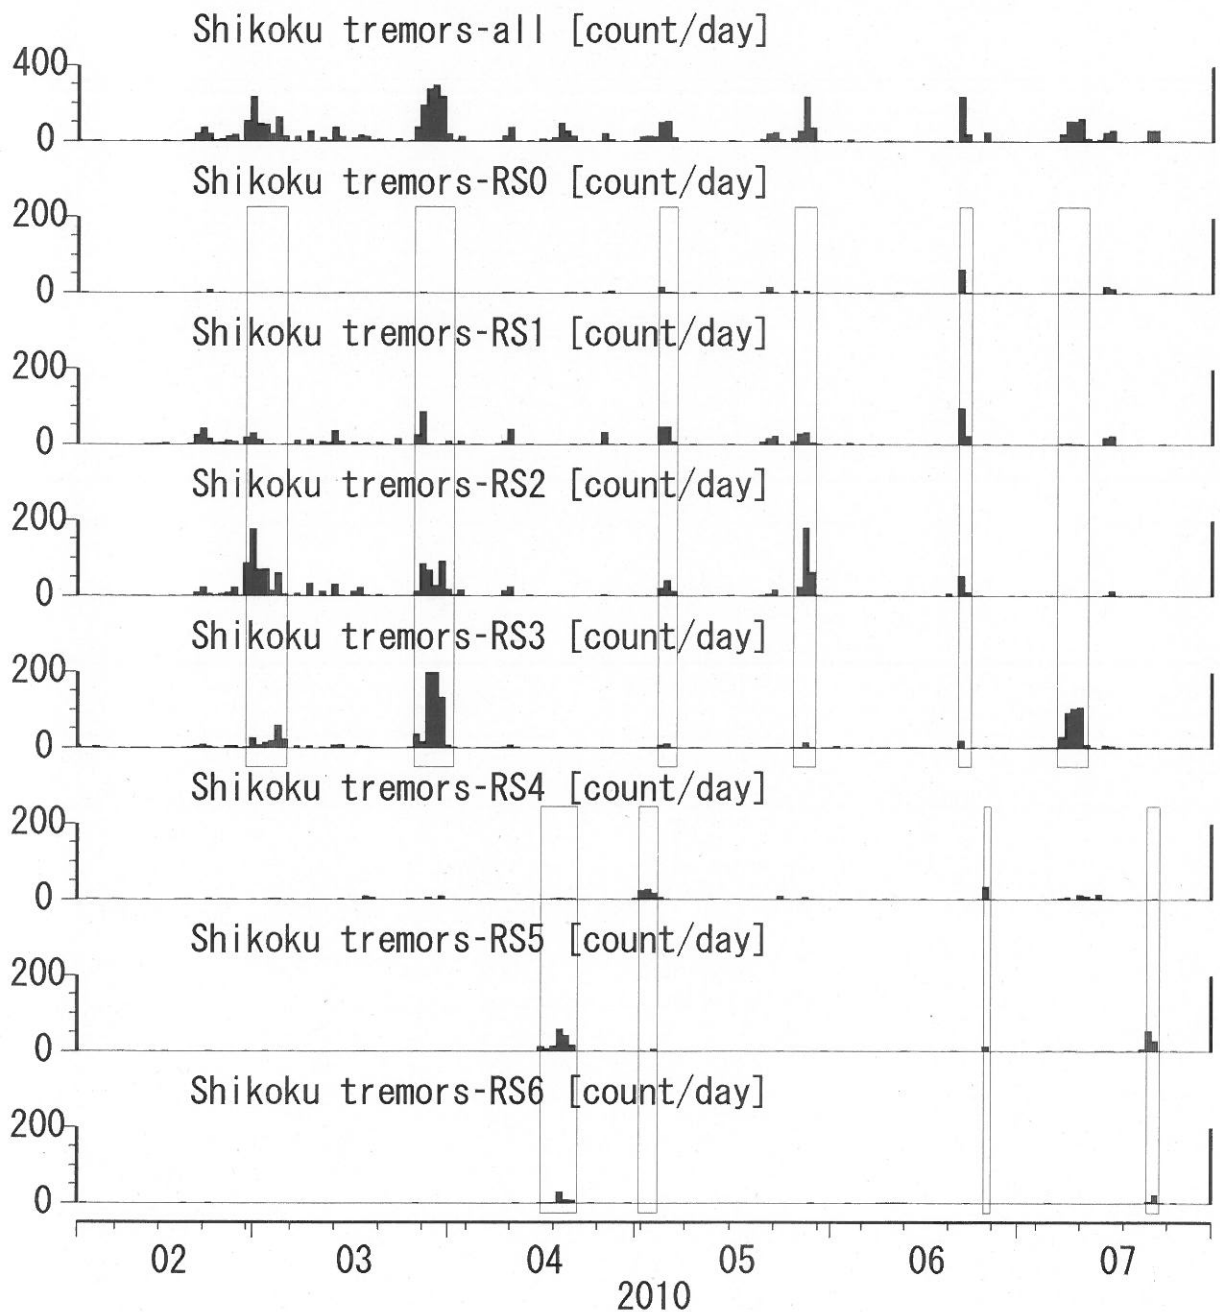 Shikoku tremors-all [count/day]
400
0
Shikoku tremors-RS0 [count/day]
200
0
Shikoku tremors-RS1 [count/day]
200
0
Shikoku tremors-RS2 [count/day]
200
0
Shikoku tremors-RS3 [count/day]
200
0
Shikoku tremors-RS4 [count/day]
200
0
Shikoku tremors-RS5 [count/day]
200
0
Shikoku tremors-RS6 [count/day]
200
0
02 03 04 05 06 07
2010